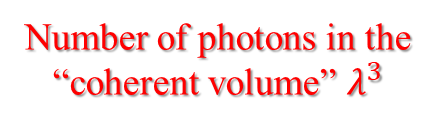 Number of photons in the
“coherent volume” λ³